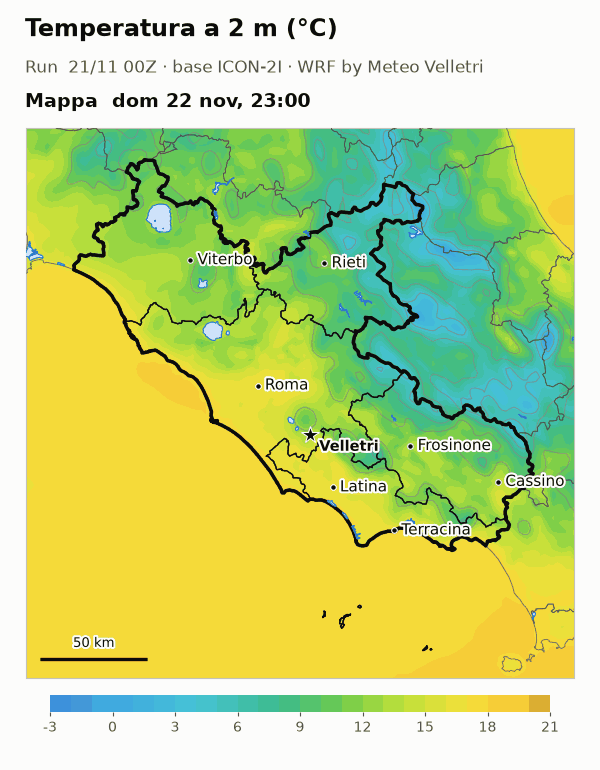 Temperatura a 2 m (°C)
Run 21/11 00Z · base ICON-2I · WRF by Meteo Velletri
Mappa dom 22 nov, 23:00
Viterbo
Rieti
Roma
Velletri
Frosinone
Latina
Cassino
Terracina
50 km
-3 0 3 6 9 12 15 18 21